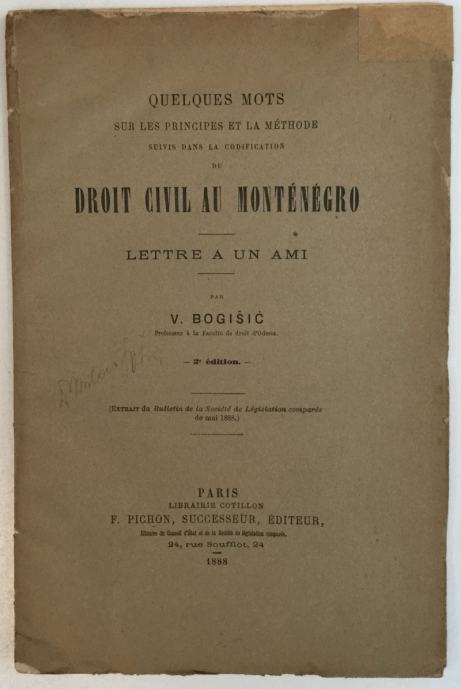 QUELQUES MOTS
SUR LES PRINCIPES ET LA MÉTHODE
SUIVIS DANS LA CODIFICATION
DU
DROIT CIVIL AU MONTÉNÉGRO
LETTRE A UN AMI
PAR
V. BOGIŠIĆ
Professeur à la Faculté de droit d'Odessa.
— 2e édition. —
(EXTRAIT du Bulletin de la Société de Législation comparée
de mai 1888.)
PARIS
LIBRAIRIE COTILLON
F. PICHON, SUCCESSEUR, ÉDITEUR,
Libraire du Conseil d'État et de la Société de législation comparée.
24, rue Soufflot, 24
1888